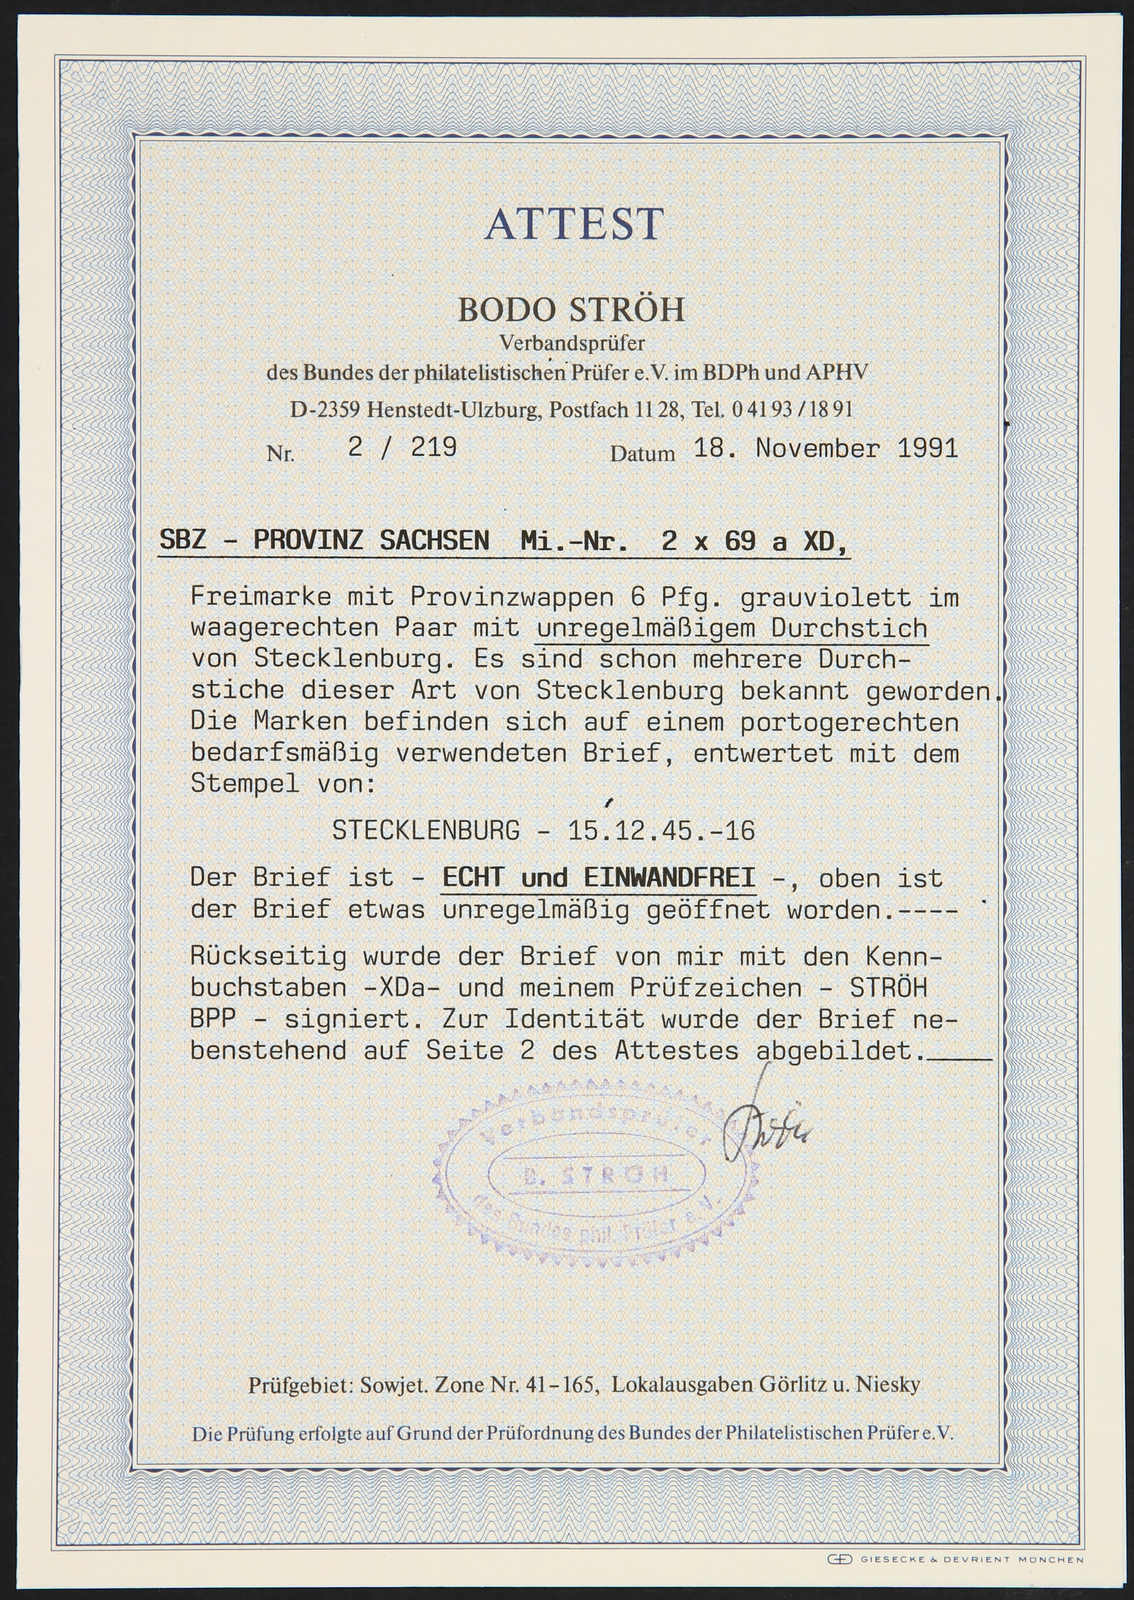 ATTEST
BODO STRÖH
Verbandsprüfer
des Bundes der philatelistischen Prüfer e.V. im BDPh und APHV
D-2359 Henstedt-Ulzburg, Postfach 11 28, Tel. 0 41 93 / 18 91
Nr. 2 / 219 Datum 18. November 1991
SBZ - PROVINZ SACHSEN Mi.-Nr. 2 x 69 a XD,
Freimarke mit Provinzwappen 6 Pfg. grauviolett im
waagerechten Paar mit unregelmäßigem Durchstich
von Stecklenburg. Es sind schon mehrere Durch-
stiche dieser Art von Stecklenburg bekannt geworden.
Die Marken befinden sich auf einem portogerechten
bedarfsmäßig verwendeten Brief, entwertet mit dem
Stempel von:
STECKLENBURG - 15.12.45.-16
Der Brief ist - ECHT und EINWANDFREI -, oben ist
der Brief etwas unregelmäßig geöffnet worden.----
Rückseitig wurde der Brief von mir mit den Kenn-
buchstaben -XDa- und meinem Prüfzeichen - STRÖH
BPP - signiert. Zur Identität wurde der Brief ne-
benstehend auf Seite 2 des Attestes abgebildet.____
Verbandsprüfer
B. STRÖH
des Bundes phil. Prüfer e.V.
Ströh
Prüfgebiet: Sowjet. Zone Nr. 41-165, Lokalausgaben Görlitz u. Niesky
Die Prüfung erfolgte auf Grund der Prüfordnung des Bundes der Philatelistischen Prüfer e.V.
GIESECKE & DEVRIENT MÜNCHEN